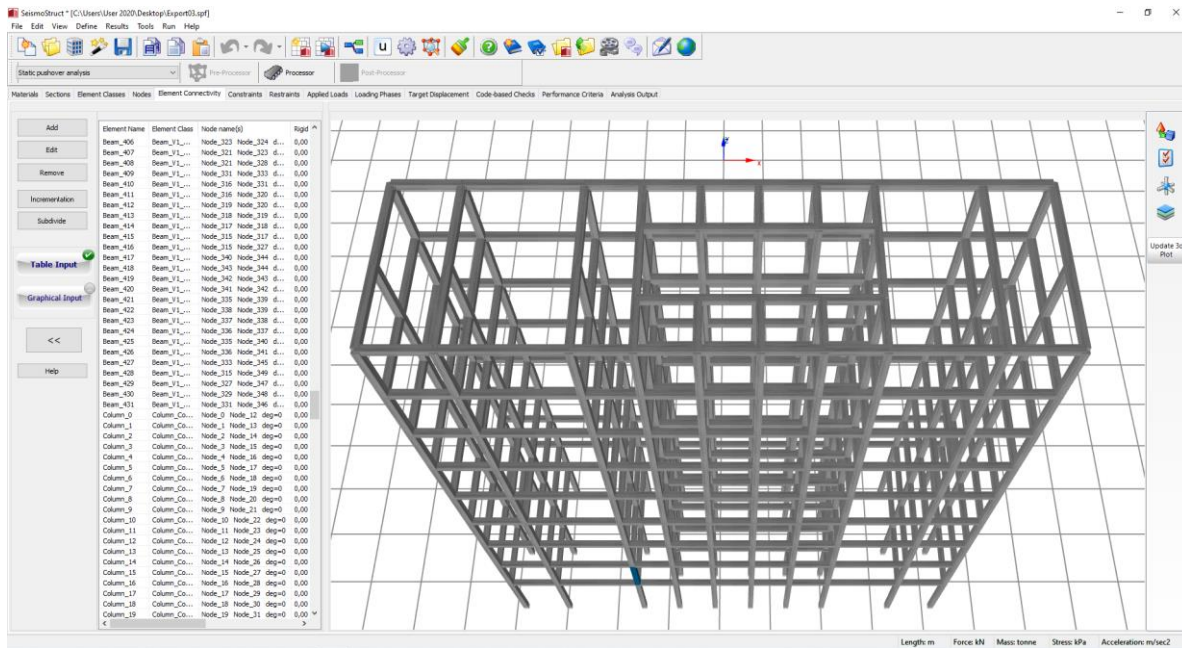 SeismoStruct * [C:\Users\User 2020\Desktop\Export03.spf]
File Edit View Define Results Tools Run Help
Static pushover analysis Pre-Processor Processor Post-Processor
Materials Sections Element Classes Nodes Element Connectivity Constraints Restraints Applied Loads Loading Phases Target Displacement Code-based Checks Performance Criteria Analysis Output
Add
Edit
Remove
Incrementation
Subdivide
Table Input
Graphical Input
<<
Help
Element Name Element Class Node name(s) Rigid
Beam_406 Beam_V1_... Node_323 Node_324 d... 0,00
Beam_407 Beam_V1_... Node_321 Node_323 d... 0,00
Beam_408 Beam_V1_... Node_321 Node_328 d... 0,00
Beam_409 Beam_V1_... Node_331 Node_333 d... 0,00
Beam_410 Beam_V1_... Node_316 Node_331 d... 0,00
Beam_411 Beam_V1_... Node_316 Node_320 d... 0,00
Beam_412 Beam_V1_... Node_319 Node_320 d... 0,00
Beam_413 Beam_V1_... Node_318 Node_319 d... 0,00
Beam_414 Beam_V1_... Node_317 Node_318 d... 0,00
Beam_415 Beam_V1_... Node_315 Node_317 d... 0,00
Beam_416 Beam_V1_... Node_315 Node_327 d... 0,00
Beam_417 Beam_V1_... Node_340 Node_344 d... 0,00
Beam_418 Beam_V1_... Node_343 Node_344 d... 0,00
Beam_419 Beam_V1_... Node_342 Node_343 d... 0,00
Beam_420 Beam_V1_... Node_341 Node_342 d... 0,00
Beam_421 Beam_V1_... Node_335 Node_339 d... 0,00
Beam_422 Beam_V1_... Node_338 Node_339 d... 0,00
Beam_423 Beam_V1_... Node_337 Node_338 d... 0,00
Beam_424 Beam_V1_... Node_336 Node_337 d... 0,00
Beam_425 Beam_V1_... Node_335 Node_340 d... 0,00
Beam_426 Beam_V1_... Node_336 Node_341 d... 0,00
Beam_427 Beam_V1_... Node_333 Node_345 d... 0,00
Beam_428 Beam_V1_... Node_315 Node_349 d... 0,00
Beam_429 Beam_V1_... Node_327 Node_347 d... 0,00
Beam_430 Beam_V1_... Node_329 Node_348 d... 0,00
Beam_431 Beam_V1_... Node_331 Node_346 d... 0,00
Column_0 Column_Co... Node_0 Node_12 deg=0 0,00
Column_1 Column_Co... Node_1 Node_13 deg=0 0,00
Column_2 Column_Co... Node_2 Node_14 deg=0 0,00
Column_3 Column_Co... Node_3 Node_15 deg=0 0,00
Column_4 Column_Co... Node_4 Node_16 deg=0 0,00
Column_5 Column_Co... Node_5 Node_17 deg=0 0,00
Column_6 Column_Co... Node_6 Node_18 deg=0 0,00
Column_7 Column_Co... Node_7 Node_19 deg=0 0,00
Column_8 Column_Co... Node_8 Node_20 deg=0 0,00
Column_9 Column_Co... Node_9 Node_21 deg=0 0,00
Column_10 Column_Co... Node_10 Node_22 deg=0 0,00
Column_11 Column_Co... Node_11 Node_23 deg=0 0,00
Column_12 Column_Co... Node_12 Node_24 deg=0 0,00
Column_13 Column_Co... Node_13 Node_25 deg=0 0,00
Column_14 Column_Co... Node_14 Node_26 deg=0 0,00
Column_15 Column_Co... Node_15 Node_27 deg=0 0,00
Column_16 Column_Co... Node_16 Node_28 deg=0 0,00
Column_17 Column_Co... Node_17 Node_29 deg=0 0,00
Column_18 Column_Co... Node_18 Node_30 deg=0 0,00
Column_19 Column_Co... Node_19 Node_31 deg=0 0,00
x
Update 3d
Plot
Length: m Force: kN Mass: tonne Stress: kPa Acceleration: m/sec2